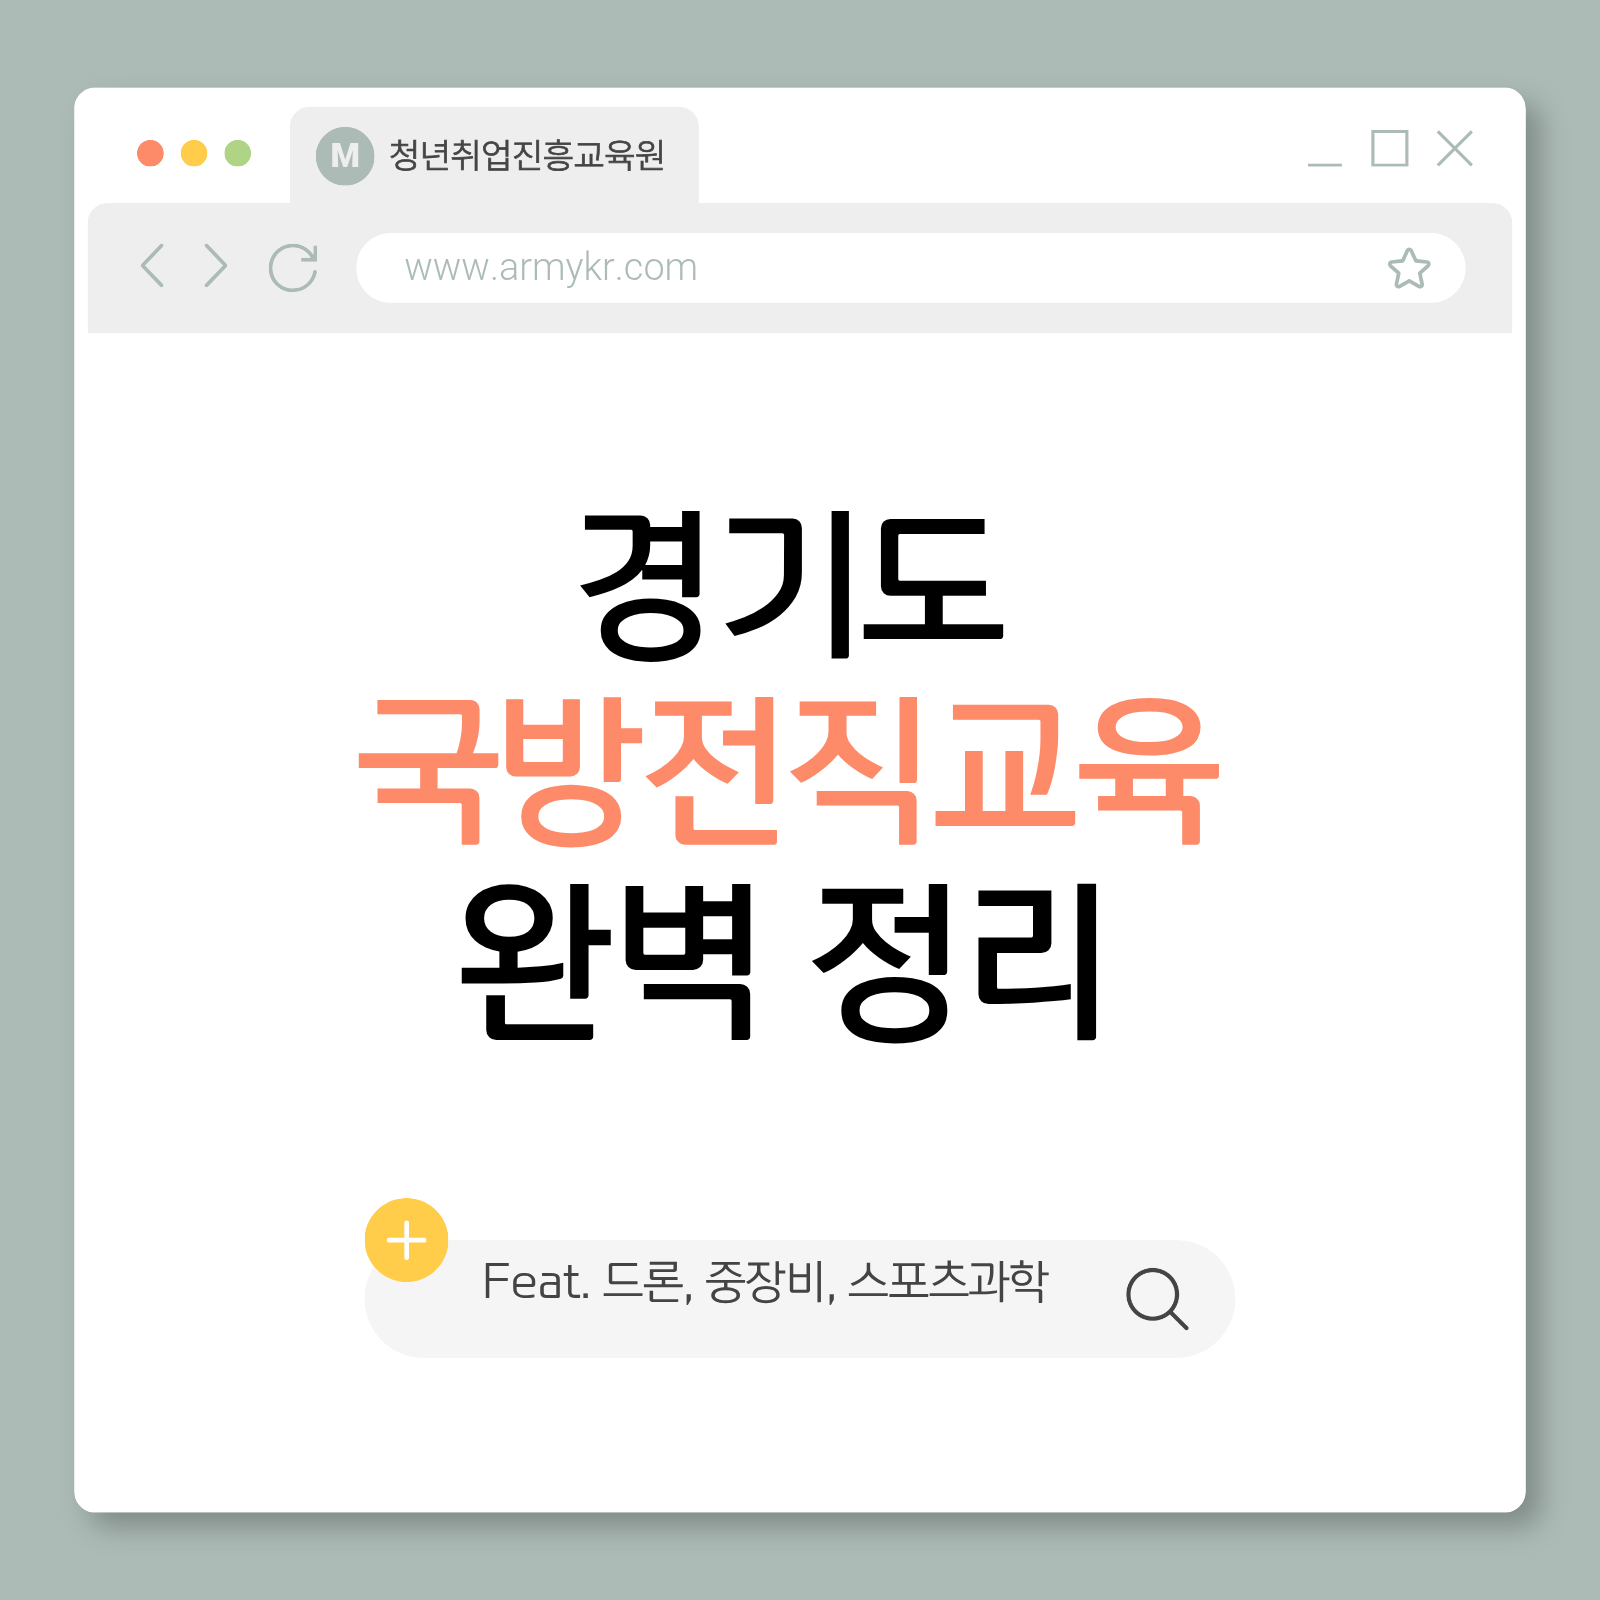 M 청년취업진흥교육원
www.armykr.com
경기도
국방전직교육
완벽 정리
Feat. 드론, 중장비, 스포츠과학